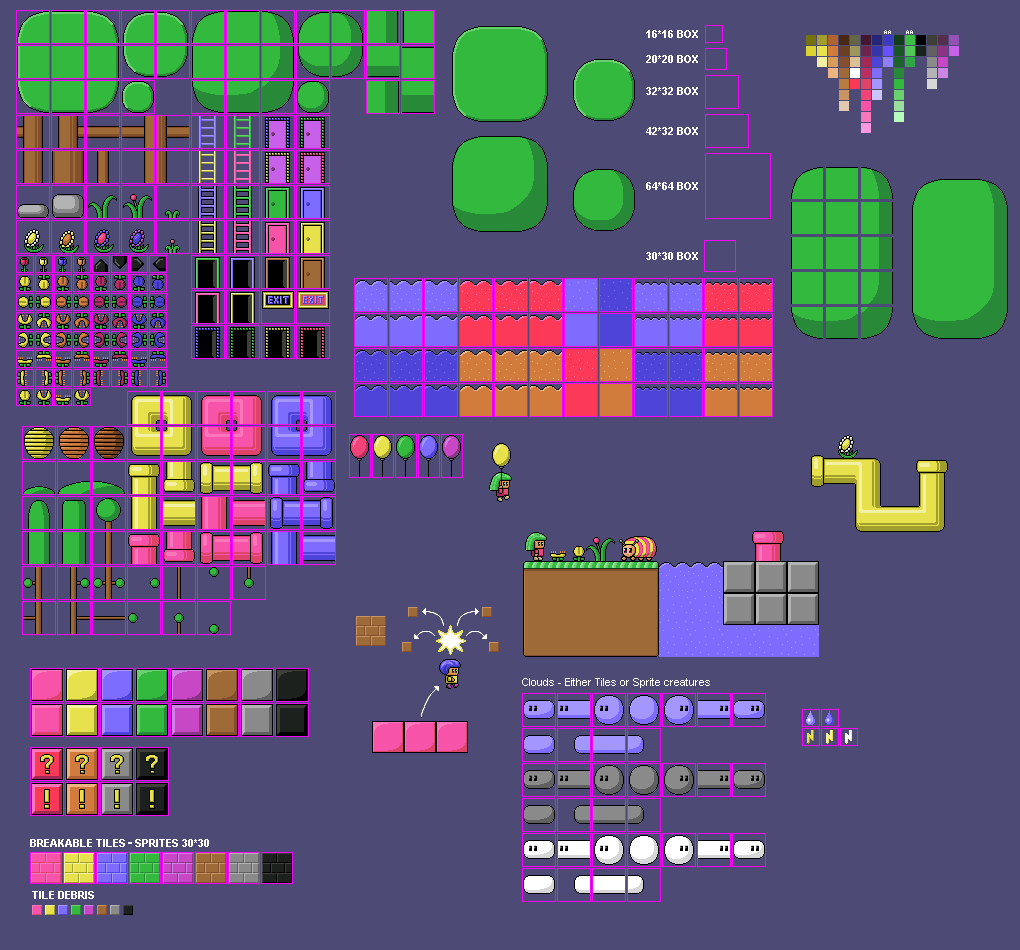 16*16 BOX
20*20 BOX
32*32 BOX
42*32 BOX
64*64 BOX
30*30 BOX
EXIT EXIT
Clouds - Either Tiles or Sprite creatures
? ? ? ?
! ! ! !
BREAKABLE TILES - SPRITES 30*30
TILE DEBRIS